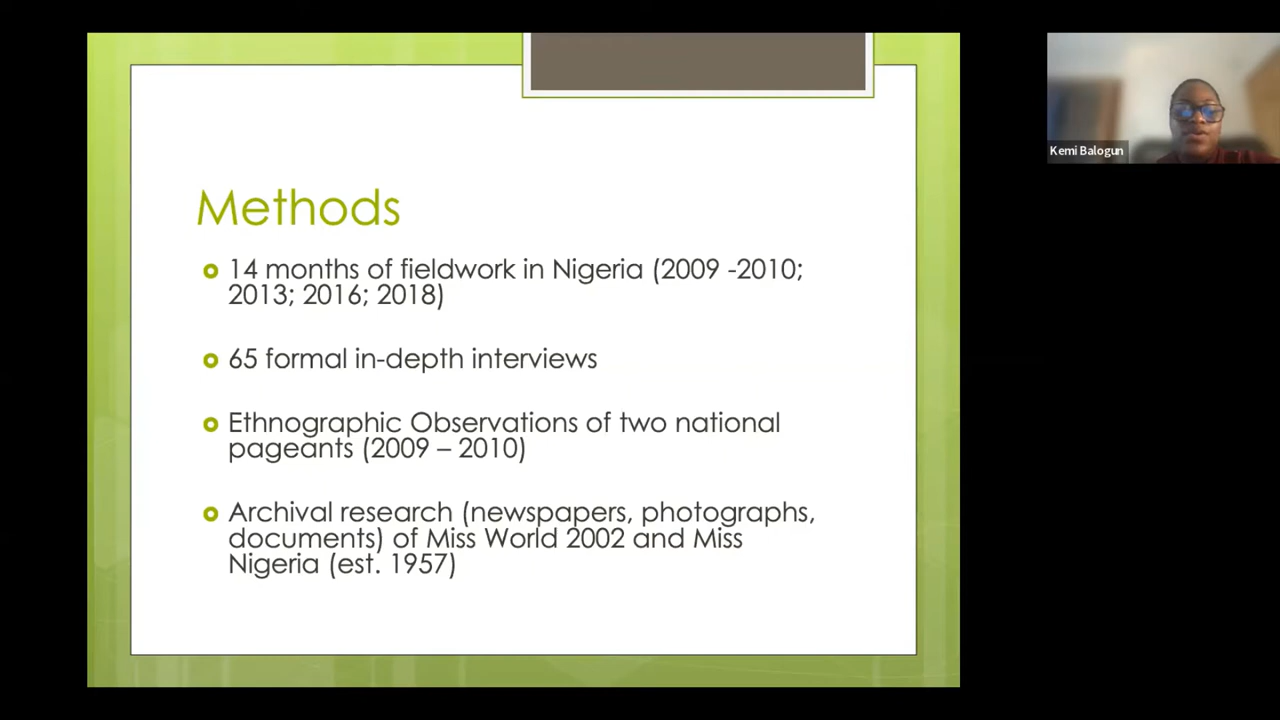 Methods
14 months of fieldwork in Nigeria (2009 -2010;
2013; 2016; 2018)
65 formal in-depth interviews
Ethnographic Observations of two national
pageants (2009 – 2010)
Archival research (newspapers, photographs,
documents) of Miss World 2002 and Miss
Nigeria (est. 1957)
Kemi Balogun